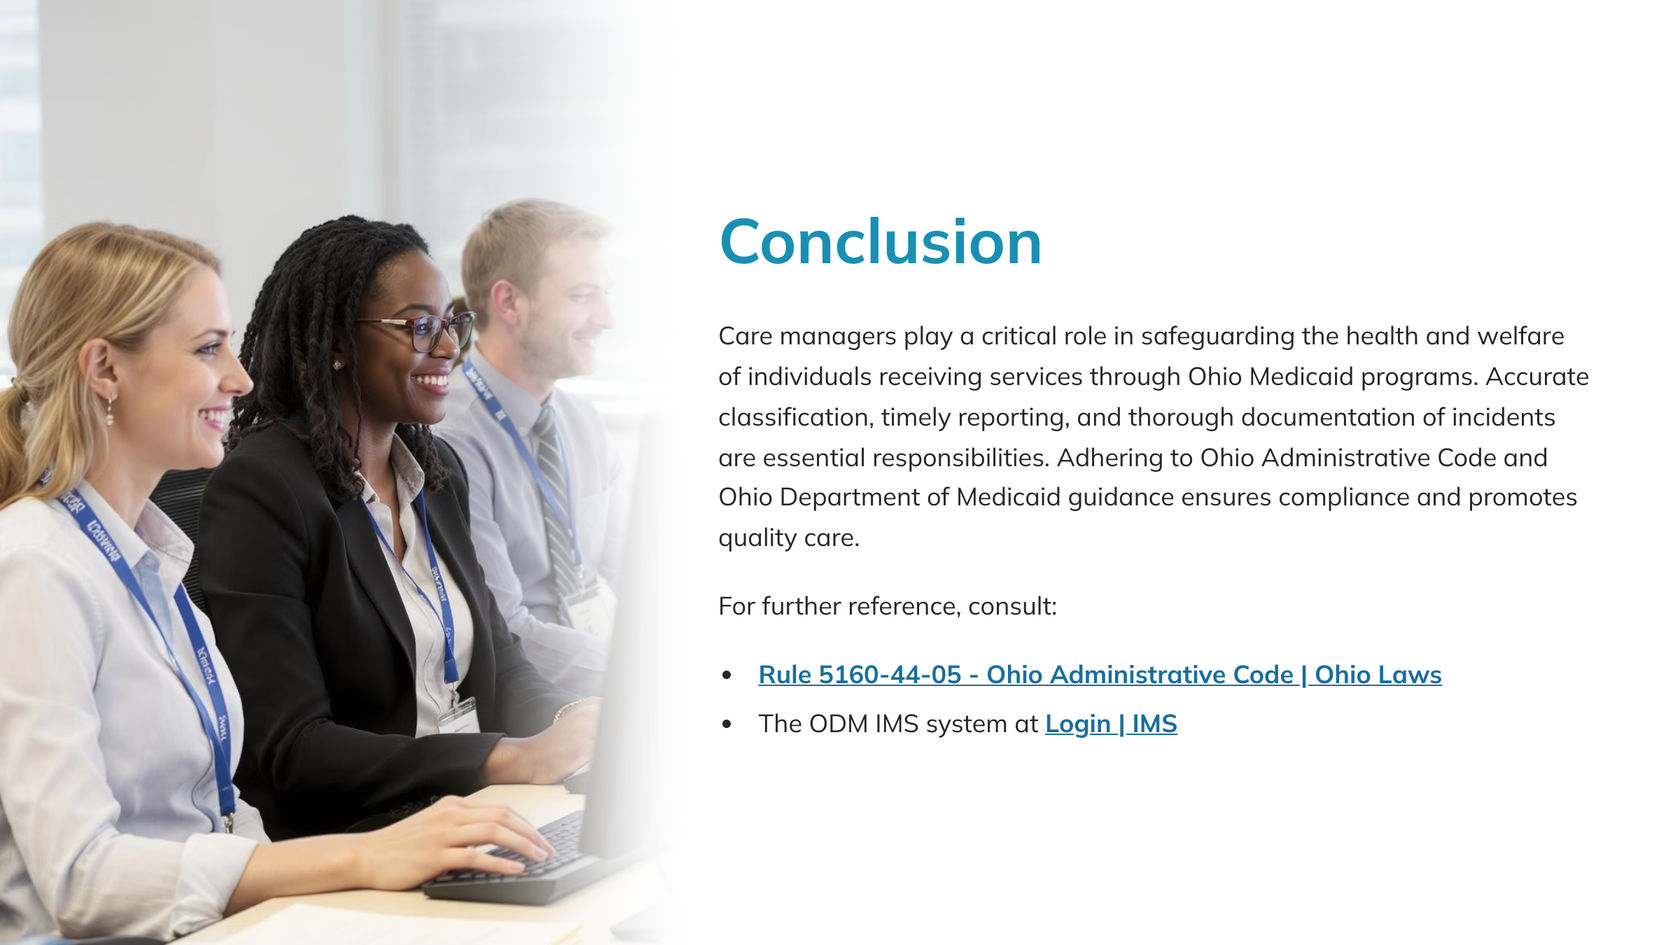 Conclusion
Care managers play a critical role in safeguarding the health and welfare
of individuals receiving services through Ohio Medicaid programs. Accurate
classification, timely reporting, and thorough documentation of incidents
are essential responsibilities. Adhering to Ohio Administrative Code and
Ohio Department of Medicaid guidance ensures compliance and promotes
quality care.
For further reference, consult:
• Rule 5160-44-05 - Ohio Administrative Code | Ohio Laws
• The ODM IMS system at Login | IMS